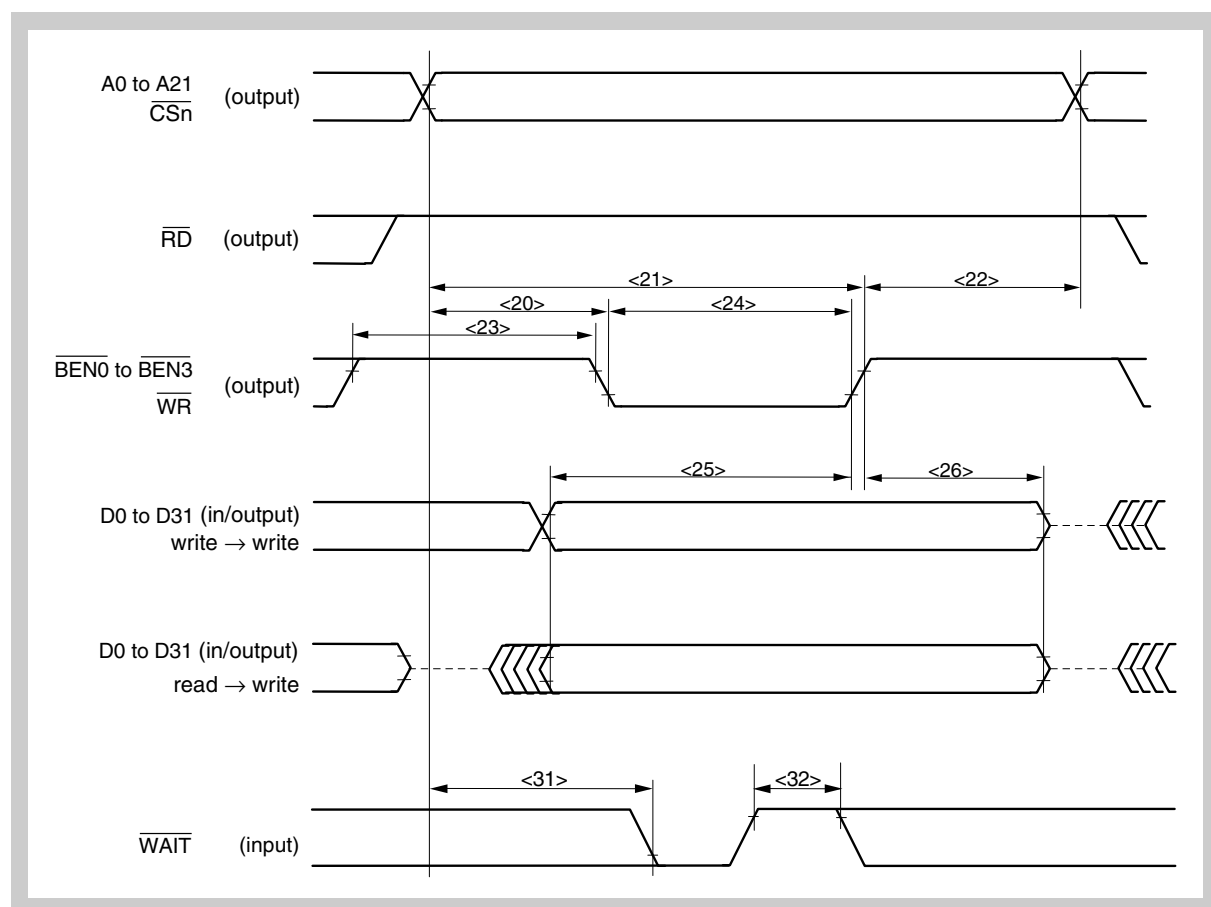 A0 to A21
CSn
(output)
RD (output)
<21>
<22>
<20>
<24>
<23>
BEN0 to BEN3
WR
(output)
<25>
<26>
D0 to D31 (in/output)
write → write
D0 to D31 (in/output)
read → write
<31>
<32>
WAIT (input)